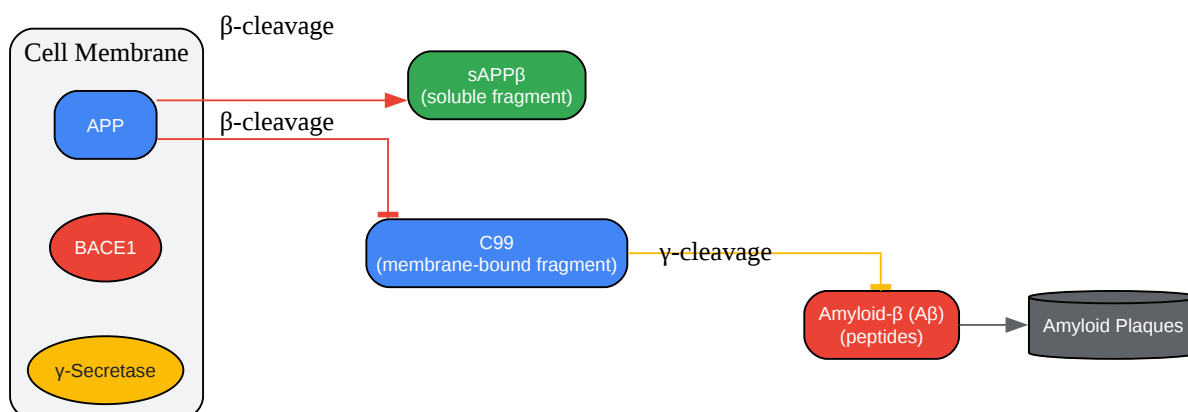 β-cleavage
Cell Membrane
sAPPβ
(soluble fragment)
APP
β-cleavage
BACE1
C99
(membrane-bound fragment)
γ-cleavage
Amyloid-β (Aβ)
(peptides)
Amyloid Plaques
γ-Secretase